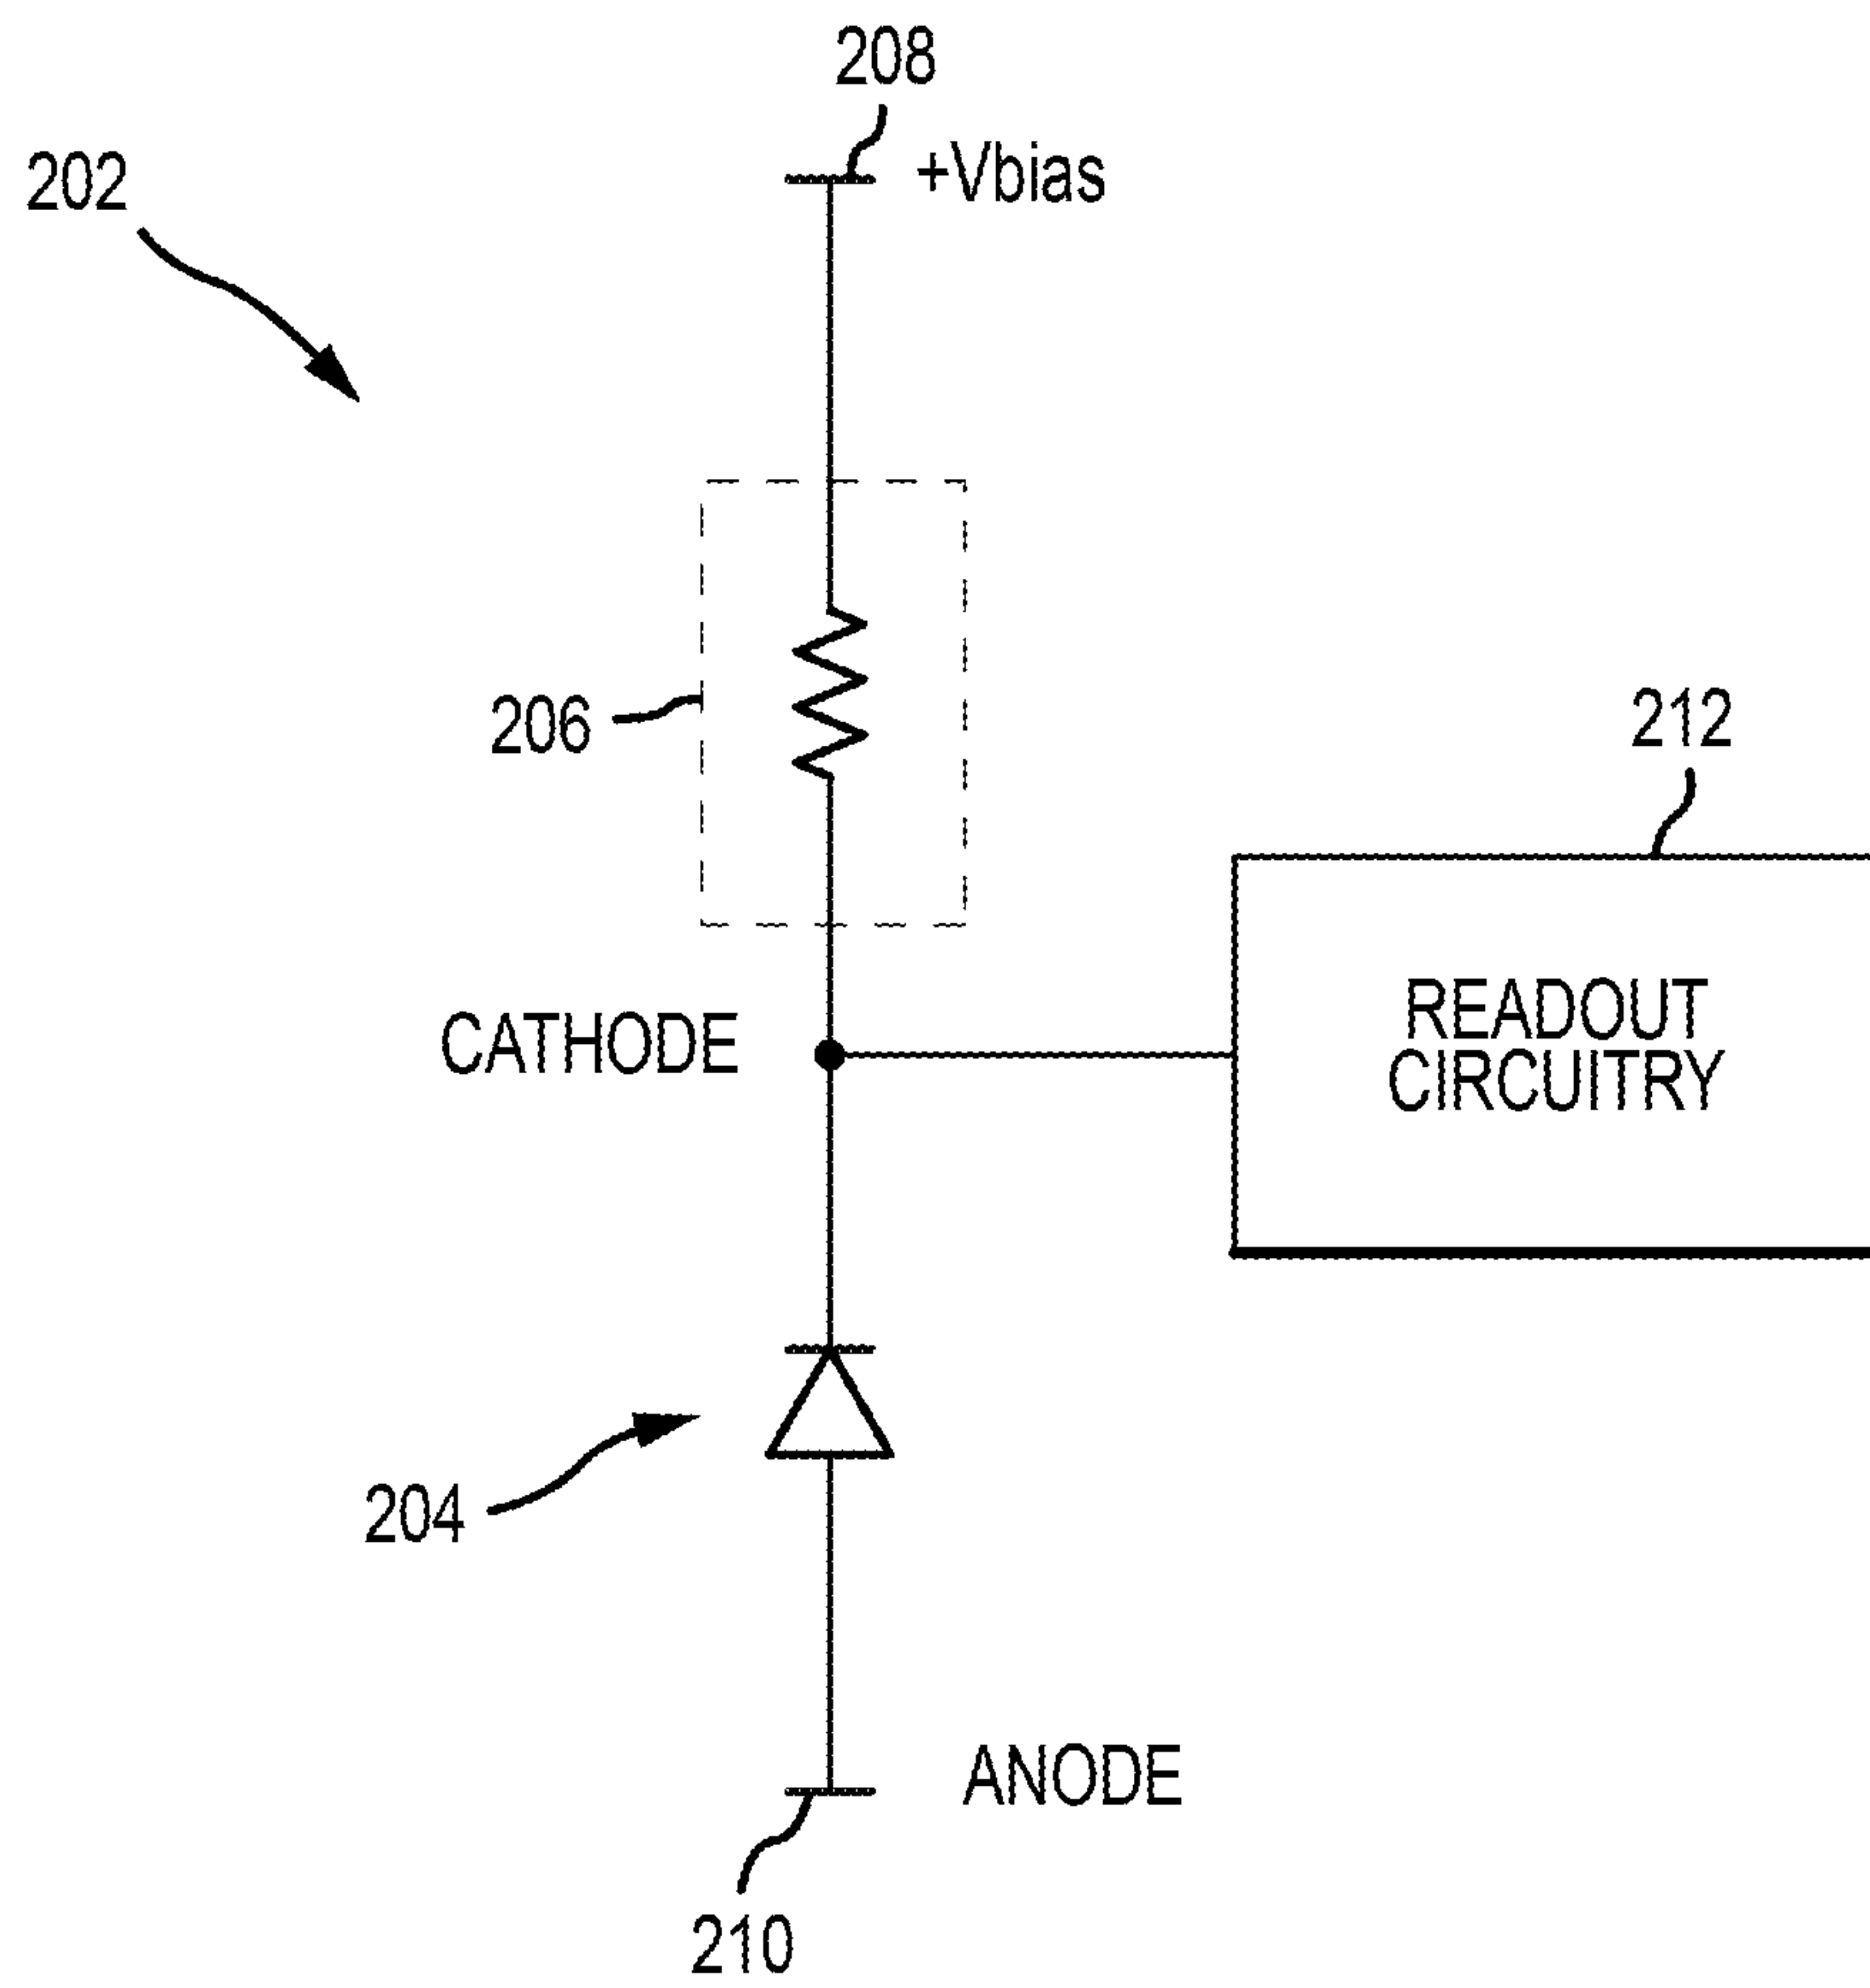 208
202
+Vbias
206
212
READOUT
CIRCUITRY
CATHODE
204
ANODE
210